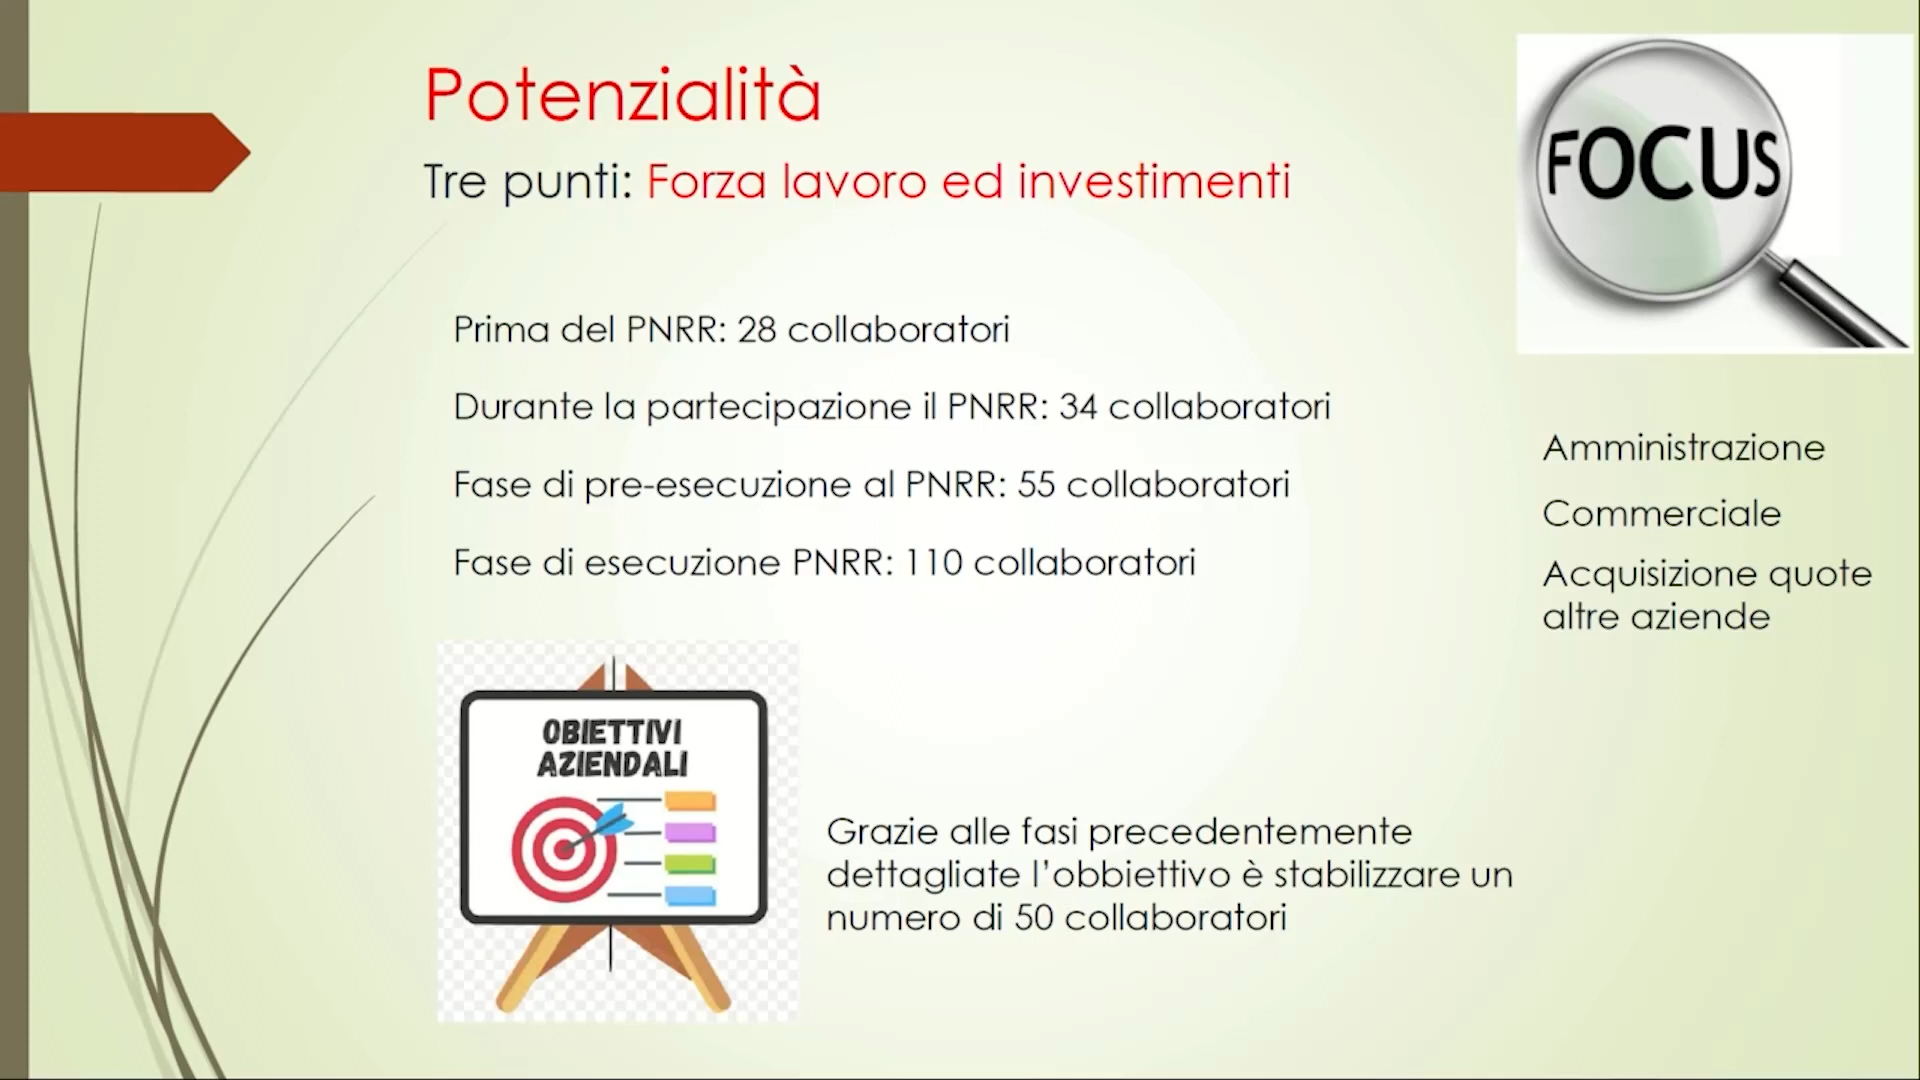 Potenzialità
Tre punti: Forza lavoro ed investimenti
FOCUS
Prima del PNRR: 28 collaboratori
Durante la partecipazione il PNRR: 34 collaboratori
Fase di pre-esecuzione al PNRR: 55 collaboratori
Fase di esecuzione PNRR: 110 collaboratori
Amministrazione
Commerciale
Acquisizione quote
altre aziende
OBIETTIVI
AZIENDALI
Grazie alle fasi precedentemente
dettagliate l’obbiettivo è stabilizzare un
numero di 50 collaboratori